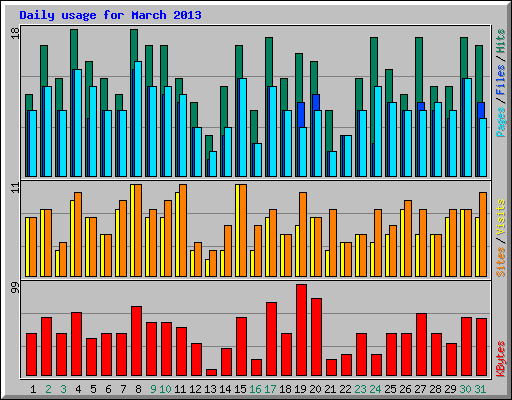 Daily usage for March 2013
18
Pages / Files / Hits
11
Sites / Visits
99
KBytes
1 2 3 4 5 6 7 8 9 10 11 12 13 14 15 16 17 18 19 20 21 22 23 24 25 26 27 28 29 30 31